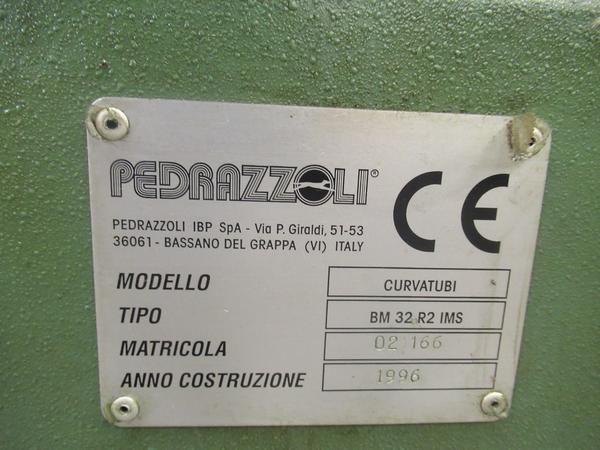 PEDRAZZOLI®
CE
PEDRAZZOLI IBP SpA - Via P. Giraldi, 51-53
36061 - BASSANO DEL GRAPPA (VI) ITALY
MODELLO CURVATUBI
TIPO BM 32 R2 IMS
MATRICOLA 02 166
ANNO COSTRUZIONE 1996